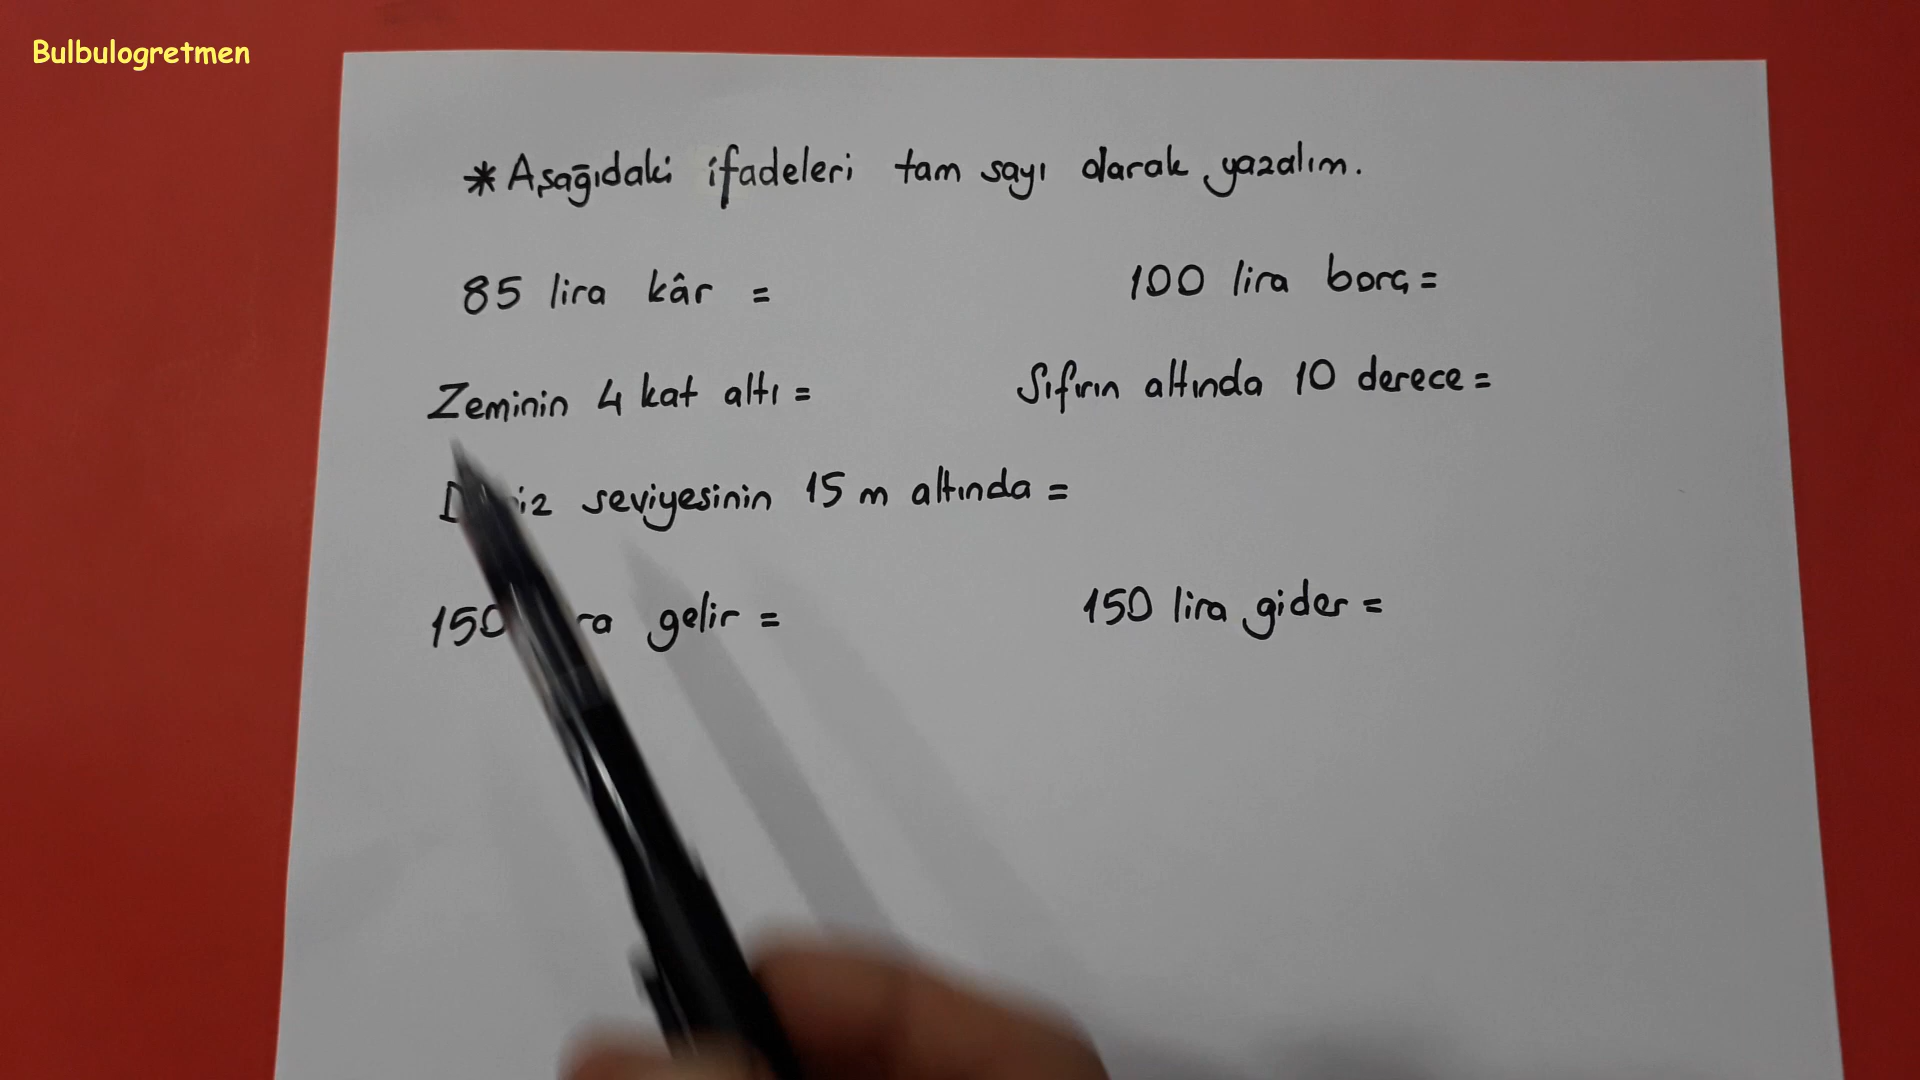 Bulbulogretmen
*Aşağıdaki ifadeleri tam sayı olarak yazalım.
85 lira kâr = 100 lira borç =
Zeminin 4 kat altı = Sıfırın altında 10 derece =
seviyesinin 15 m altında =
gelir = 150 lira gider =